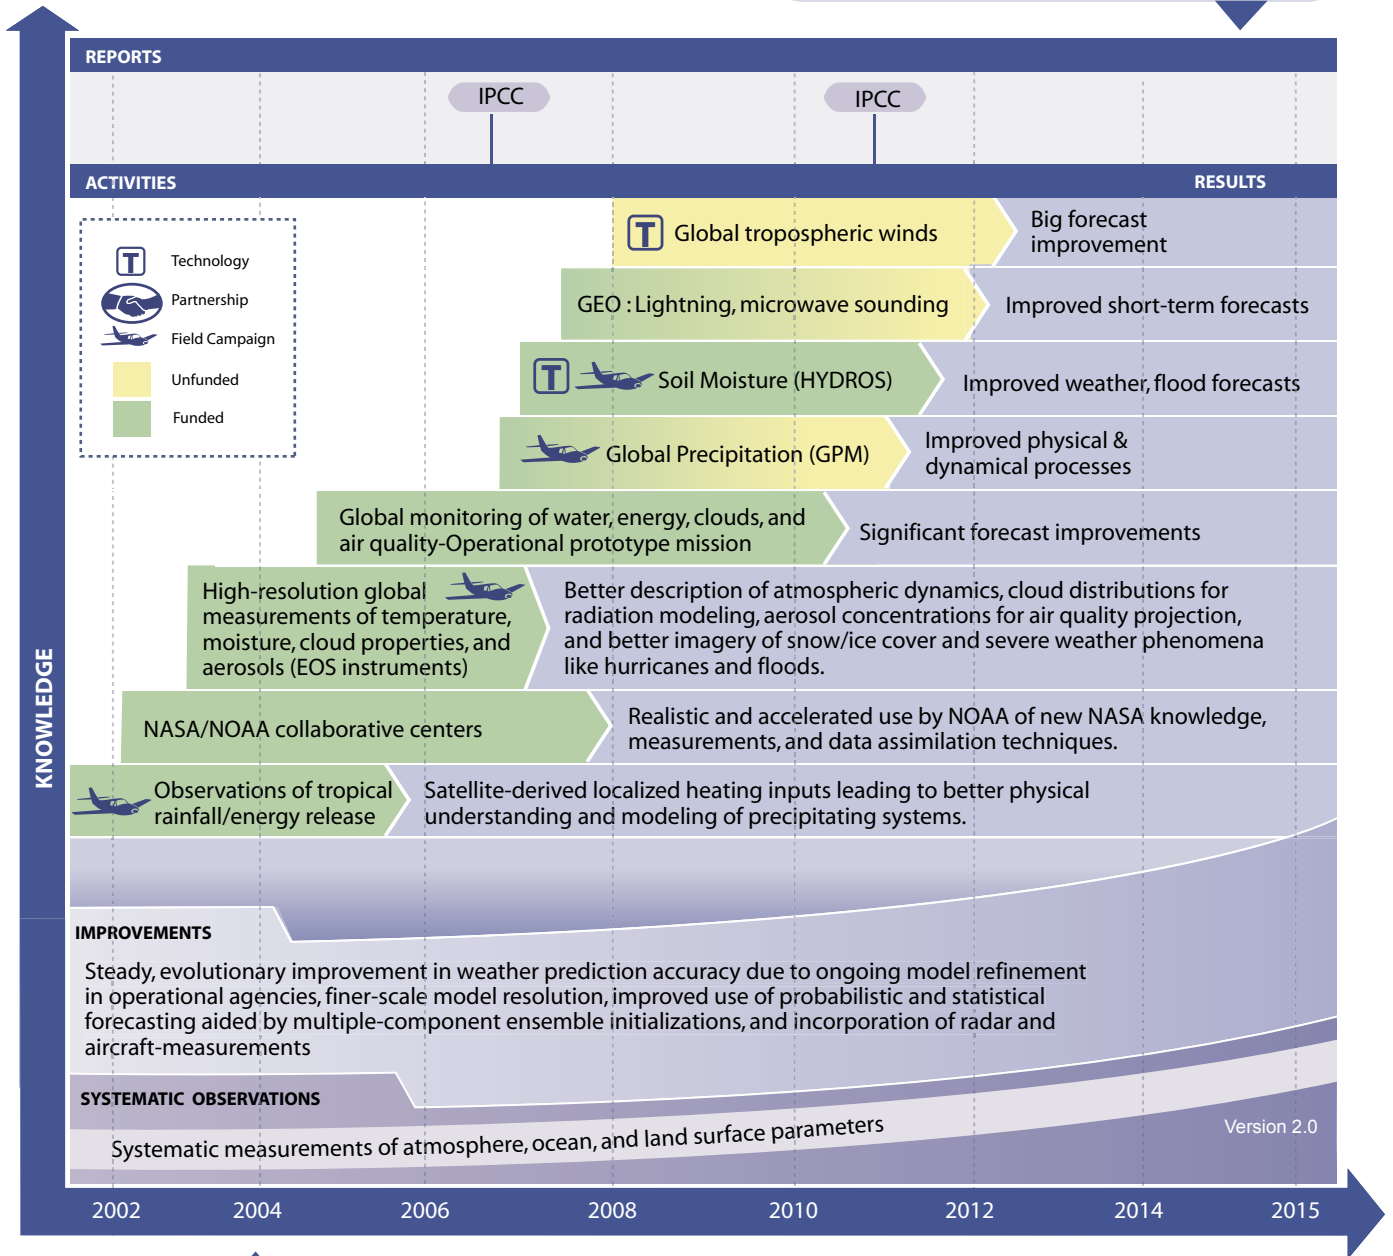 REPORTS
IPCC
IPCC
ACTIVITIES
RESULTS
T Technology
Partnership
Field Campaign
Unfunded
Funded
T Global tropospheric winds
Big forecast
improvement
GEO : Lightning, microwave sounding
Improved short-term forecasts
T Soil Moisture (HYDROS)
Improved weather, flood forecasts
Global Precipitation (GPM)
Improved physical &
dynamical processes
Global monitoring of water, energy, clouds, and
air quality-Operational prototype mission
Significant forecast improvements
High-resolution global
measurements of temperature,
moisture, cloud properties, and
aerosols (EOS instruments)
Better description of atmospheric dynamics, cloud distributions for
radiation modeling, aerosol concentrations for air quality projection,
and better imagery of snow/ice cover and severe weather phenomena
like hurricanes and floods.
NASA/NOAA collaborative centers
Realistic and accelerated use by NOAA of new NASA knowledge,
measurements, and data assimilation techniques.
Observations of tropical
rainfall/energy release
Satellite-derived localized heating inputs leading to better physical
understanding and modeling of precipitating systems.
KNOWLEDGE
IMPROVEMENTS
Steady, evolutionary improvement in weather prediction accuracy due to ongoing model refinement
in operational agencies, finer-scale model resolution, improved use of probabilistic and statistical
forecasting aided by multiple-component ensemble initializations, and incorporation of radar and
aircraft-measurements
SYSTEMATIC OBSERVATIONS
Systematic measurements of atmosphere, ocean, and land surface parameters
Version 2.0
2002 2004 2006 2008 2010 2012 2014 2015